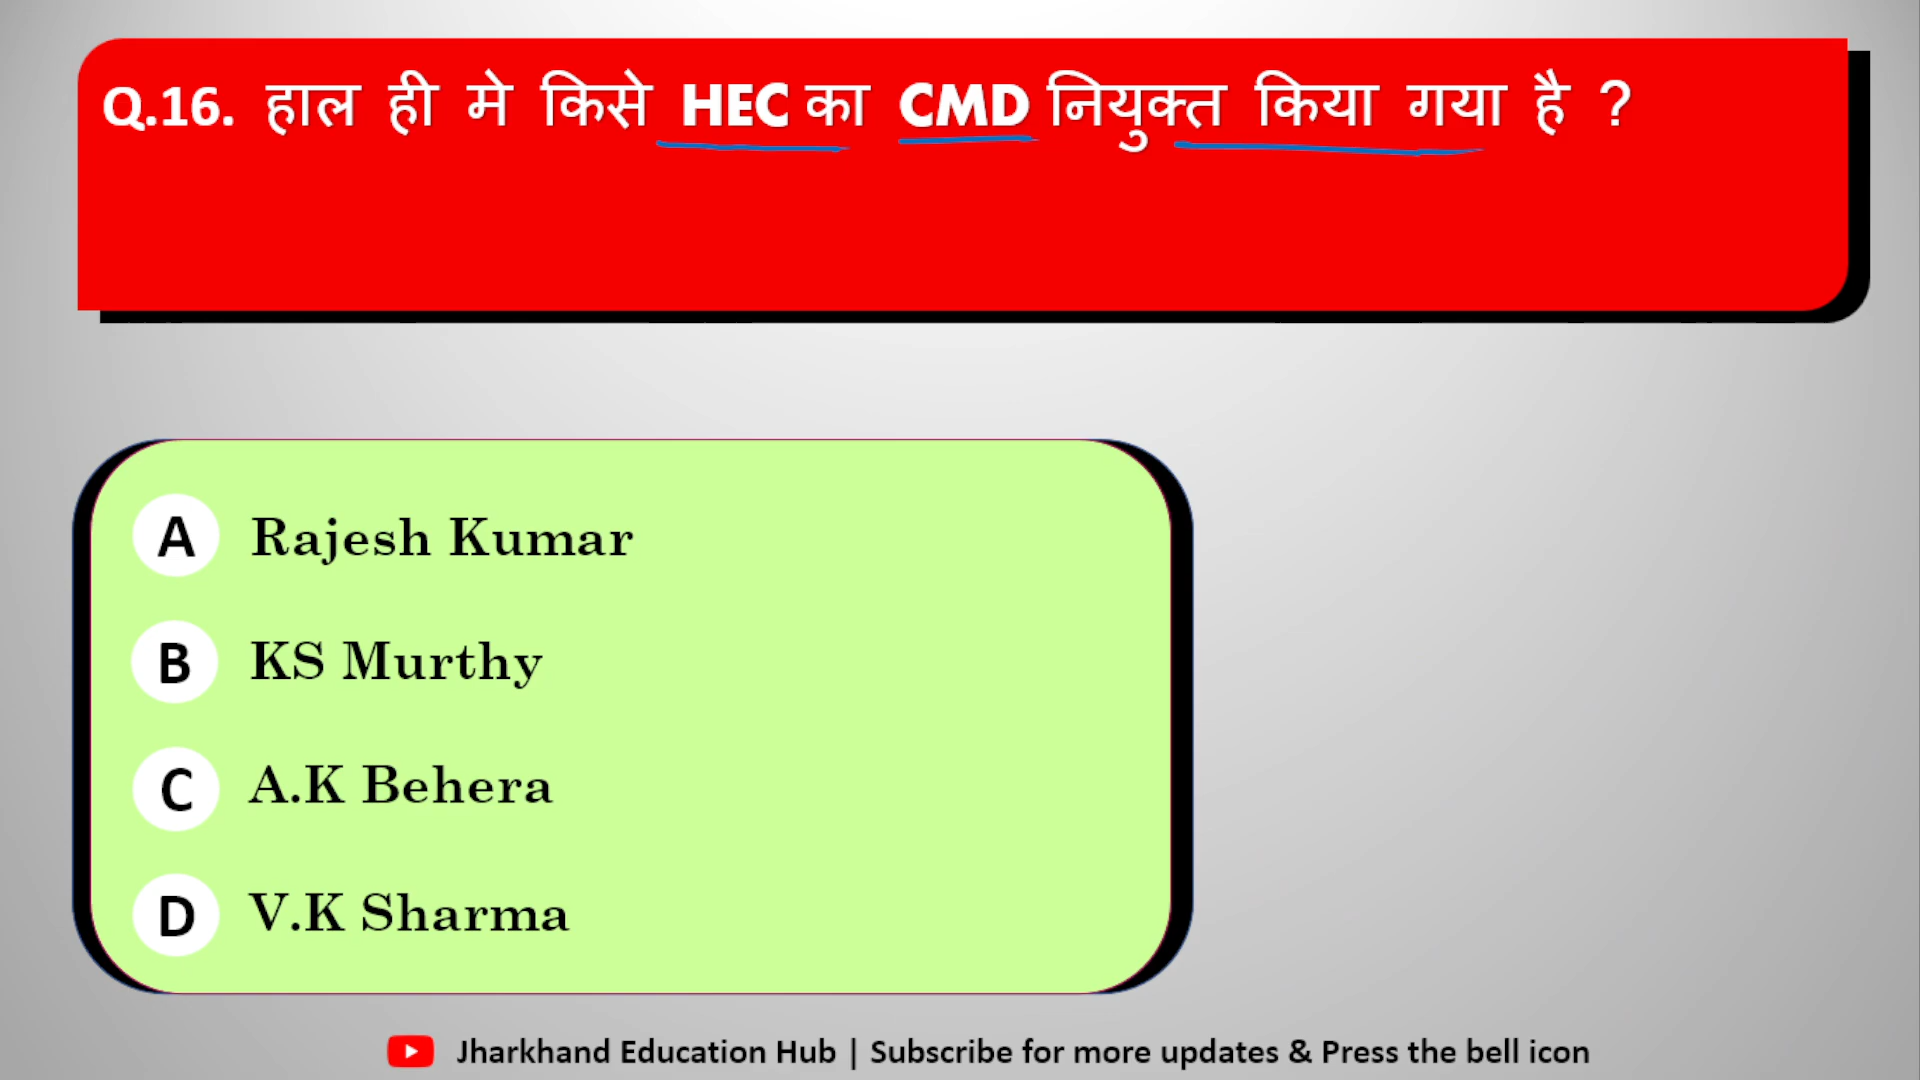 Q.16. हाल ही मे किसे HEC का CMD नियुक्त किया गया है ?
A Rajesh Kumar
B KS Murthy
C A.K Behera
D V.K Sharma
Jharkhand Education Hub | Subscribe for more updates & Press the bell icon